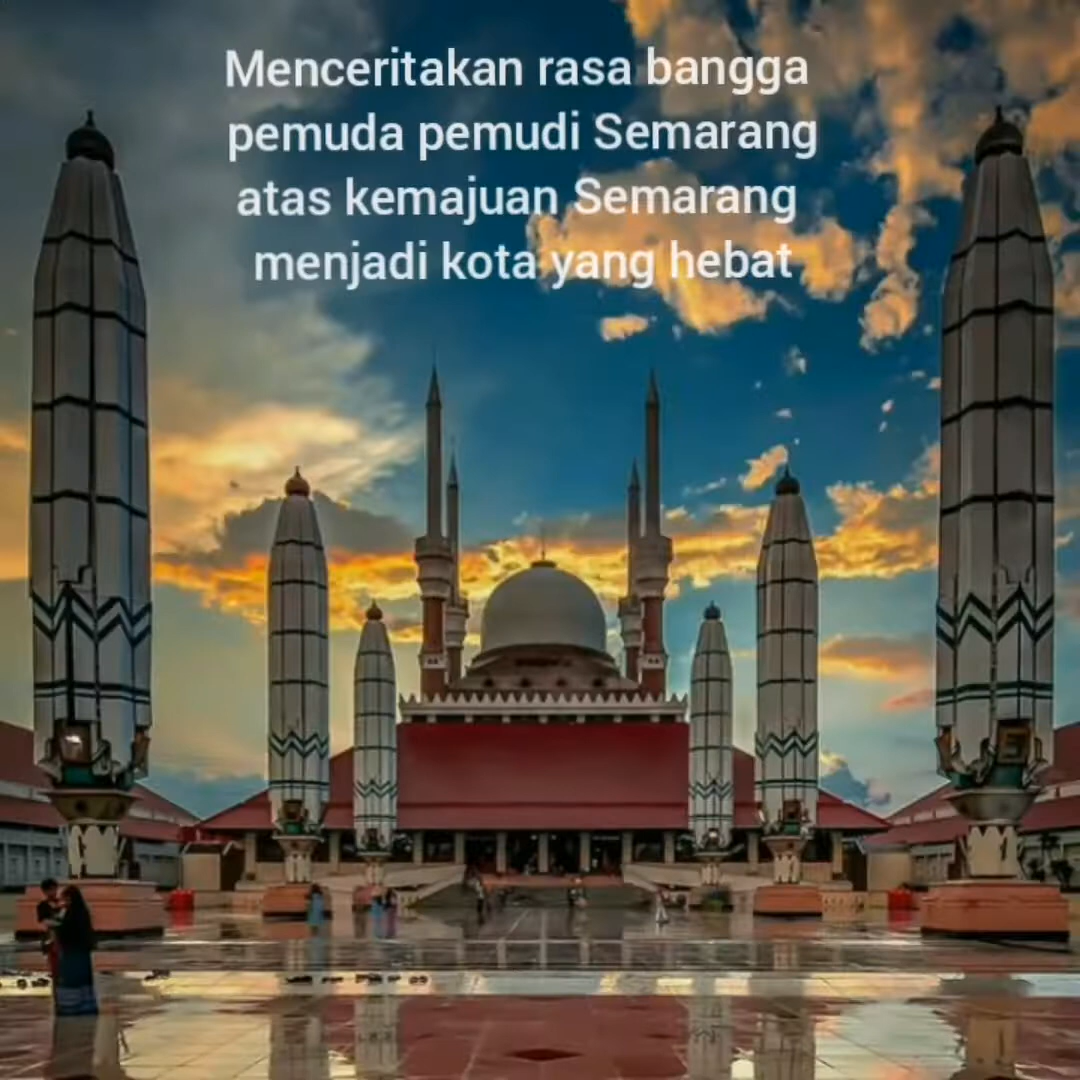 Menceritakan rasa bangga
pemuda pemudi Semarang
atas kemajuan Semarang
menjadi kota yang hebat